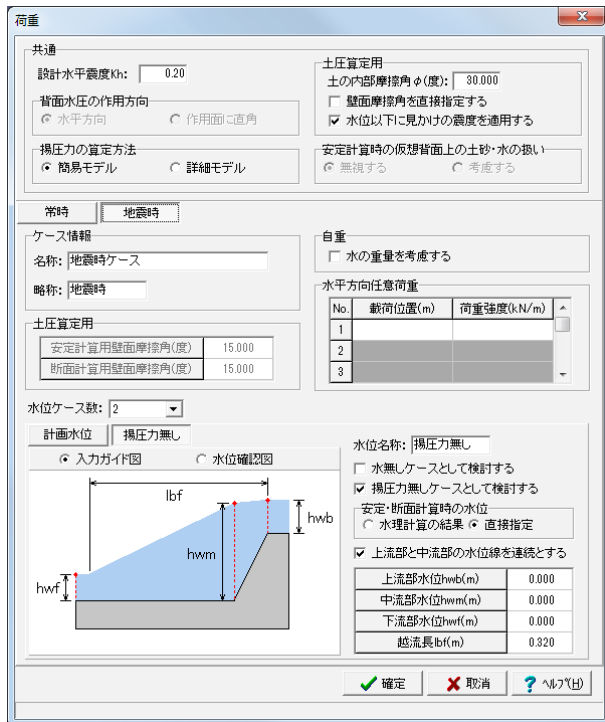 荷重
共通
設計水平震度Kh: 0.20
背面水圧の作用方向
水平方向 作用面に直角
揚圧力の算定方法
簡易モデル 詳細モデル
土圧算定用
土の内部摩擦角φ(度): 30.000
壁面摩擦角を直接指定する
水位以下に見かけの震度を適用する
安定計算時の仮想背面上の土砂・水の扱い
無視する 考慮する
常時 地震時
ケース情報
名称: 地震時ケース
略称: 地震時
土圧算定用
安定計算用壁面摩擦角(度) 15.000
断面計算用壁面摩擦角(度) 15.000
自重
水の重量を考慮する
水平方向任意荷重
No. 載荷位置(m) 荷重強度(kN/m)
1
2
3
水位ケース数: 2
計画水位 揚圧力無し
入力ガイド図 水位確認図
lbf
hwb
hwm
hwf
水位名称: 揚圧力無し
水無しケースとして検討する
揚圧力無しケースとして検討する
安定・断面計算時の水位
水理計算の結果 直接指定
上流部と中流部の水位線を連続とする
上流部水位hwb(m) 0.000
中流部水位hwm(m) 0.000
下流部水位hwf(m) 0.000
越流長lbf(m) 0.320
確定 取消 ヘルプ(H)